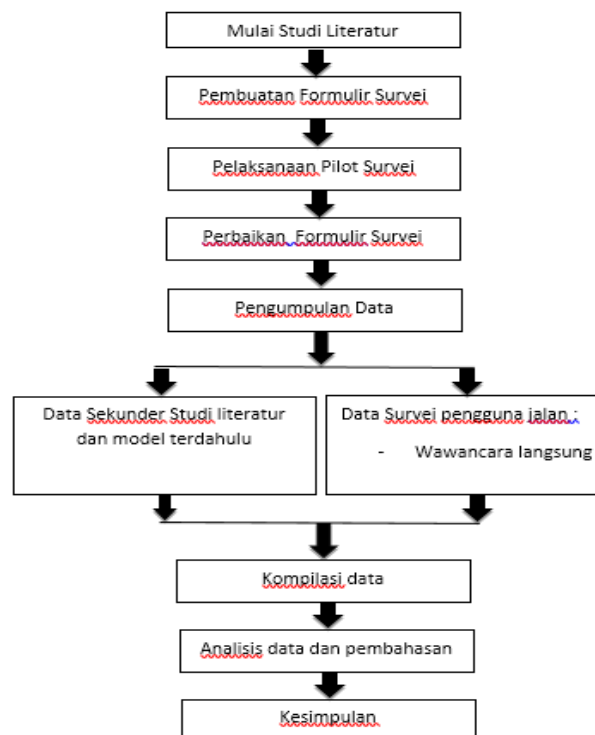 Mulai Studi Literatur
Pembuatan Formulir Survei
Pelaksanaan Pilot Survei
Perbaikan Formulir Survei
Pengumpulan Data
Data Sekunder Studi literatur
dan model terdahulu
Data Survei pengguna jalan :
- Wawancara langsung
Kompilasi data
Analisis data dan pembahasan
Kesimpulan